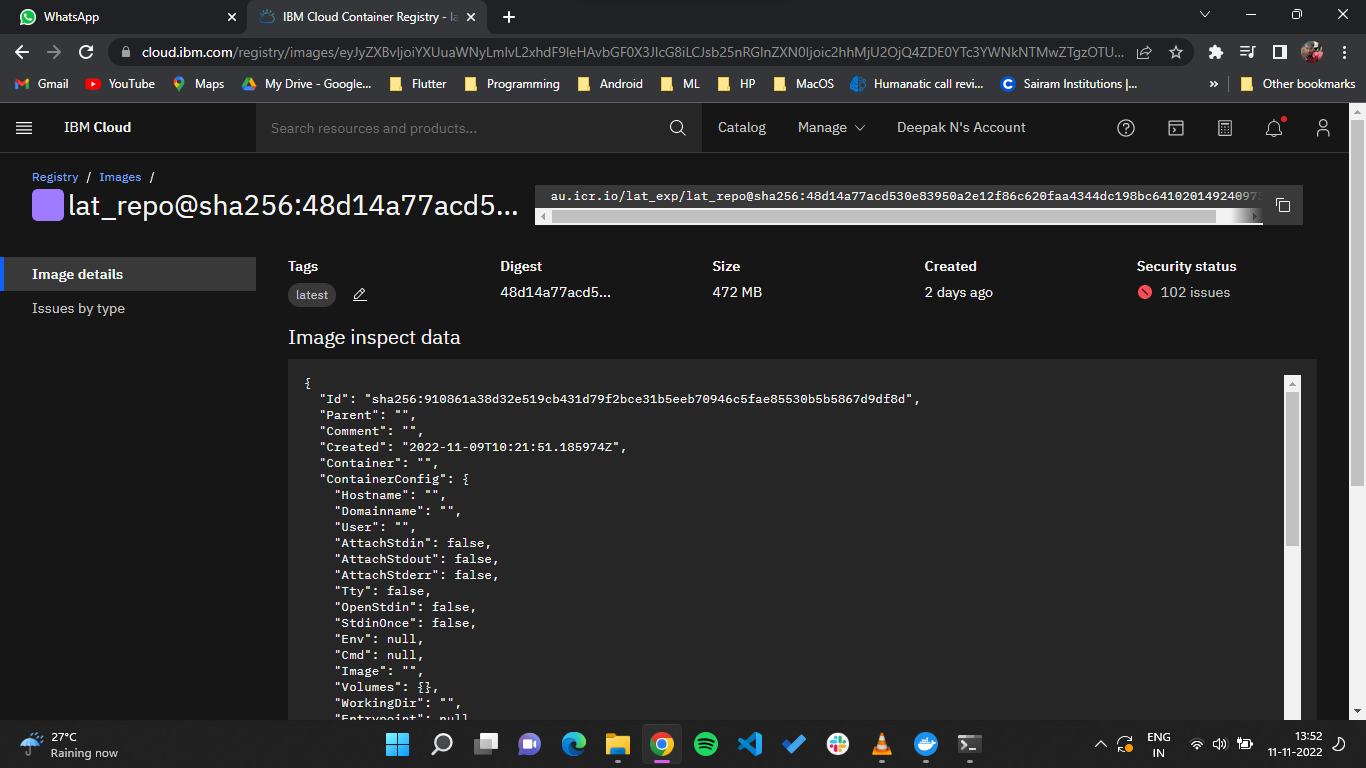 WhatsApp
IBM Cloud Container Registry - la
cloud.ibm.com/registry/images/
Gmail
YouTube
Maps
My Drive - Google...
Flutter
Programming
Android
ML
HP
MacOS
Humanatic call revi...
Sairam Institutions |...
»
Other bookmarks
IBM Cloud
Search resources and products...
Catalog
Manage
Deepak N's Account
Registry / Images /
lat_repo@sha256:48d14a77acd5...
au.icr.io/lat_exp/lat_repo@sha256:48d14a77acd530e83950a2e12f86c620faa4344dc198bc641020149240975
Image details
Issues by type
Tags
Digest
Size
Created
Security status
latest
48d14a77acd5...
472 MB
2 days ago
102 issues
Image inspect data
{
"Id": "sha256:910861a38d32e519cb431d79f2bce31b5eeb70946c5fae85530b5b5867d9df8d",
"Parent": "",
"Comment": "",
"Created": "2022-11-09T10:21:51.185974Z",
"Container": "",
"ContainerConfig": {
"Hostname": "",
"Domainname": "",
"User": "",
"AttachStdin": false,
"AttachStdout": false,
"AttachStderr": false,
"Tty": false,
"OpenStdin": false,
"StdinOnce": false,
"Env": null,
"Cmd": null,
"Image": "",
"Volumes": {},
"WorkingDir": "",
"Entrypoint": null
27°C
Raining now
ENG
IN
13:52
11-11-2022